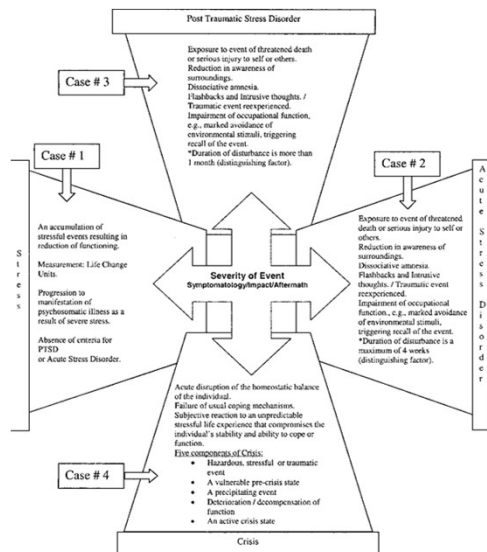 Post Traumatic Stress Disorder
Exposure to event of threatened death
or serious injury to self or others.
Reduction in awareness of
surroundings.
Dissociative amnesia.
Flashbacks and Intrusive thoughts. /
Traumatic event reexperienced.
Impairment of occupational function,
e.g., marked avoidance of
environmental stimuli, triggering
recall of the event.
*Duration of disturbance is more than
1 month (distinguishing factor).
Case # 3
Case # 1
Case # 2
Stress
An accumulation of
stressful events resulting in
reduction of functioning.
Measurement: Life Change
Units.
Progression to
manifestation of
psychosomatic illness as a
result of severe stress.
Absence of criteria for
PTSD
or Acute Stress Disorder.
Severity of Event
Symptomatology/Impact/Aftermath
Exposure to event of threatened
death or serious injury to self
or others.
Reduction in awareness of
surroundings.
Dissociative amnesia.
Flashbacks and Intrusive
thoughts. / Traumatic event
reexperienced.
Impairment of occupational
function., e.g., marked avoidance
of environmental stimuli,
triggering recall of the event.
*Duration of disturbance is a
maximum of 4 works
(distinguishing factor).
Acute Stress Disorder
Acute disruption of the homeostatic balance
of the individual.
Failure of usual coping mechanisms.
Subjective reaction to an unpredictable
stressful life experience that compromises the
individual's stability and ability to cope or
function.
Five components of Crisis:
• Hazardous, stressful or traumatic
event
• A vulnerable pre-crisis state
• A precipitating event
• Deterioration / decompensation of
function
• An active crisis state
Case # 4
Crisis